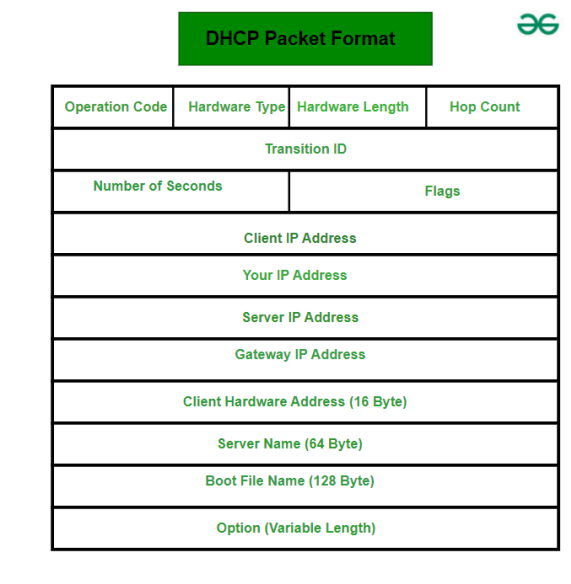 DHCP Packet Format
Operation Code Hardware Type Hardware Length Hop Count
Transition ID
Number of Seconds Flags
Client IP Address
Your IP Address
Server IP Address
Gateway IP Address
Client Hardware Address (16 Byte)
Server Name (64 Byte)
Boot File Name (128 Byte)
Option (Variable Length)